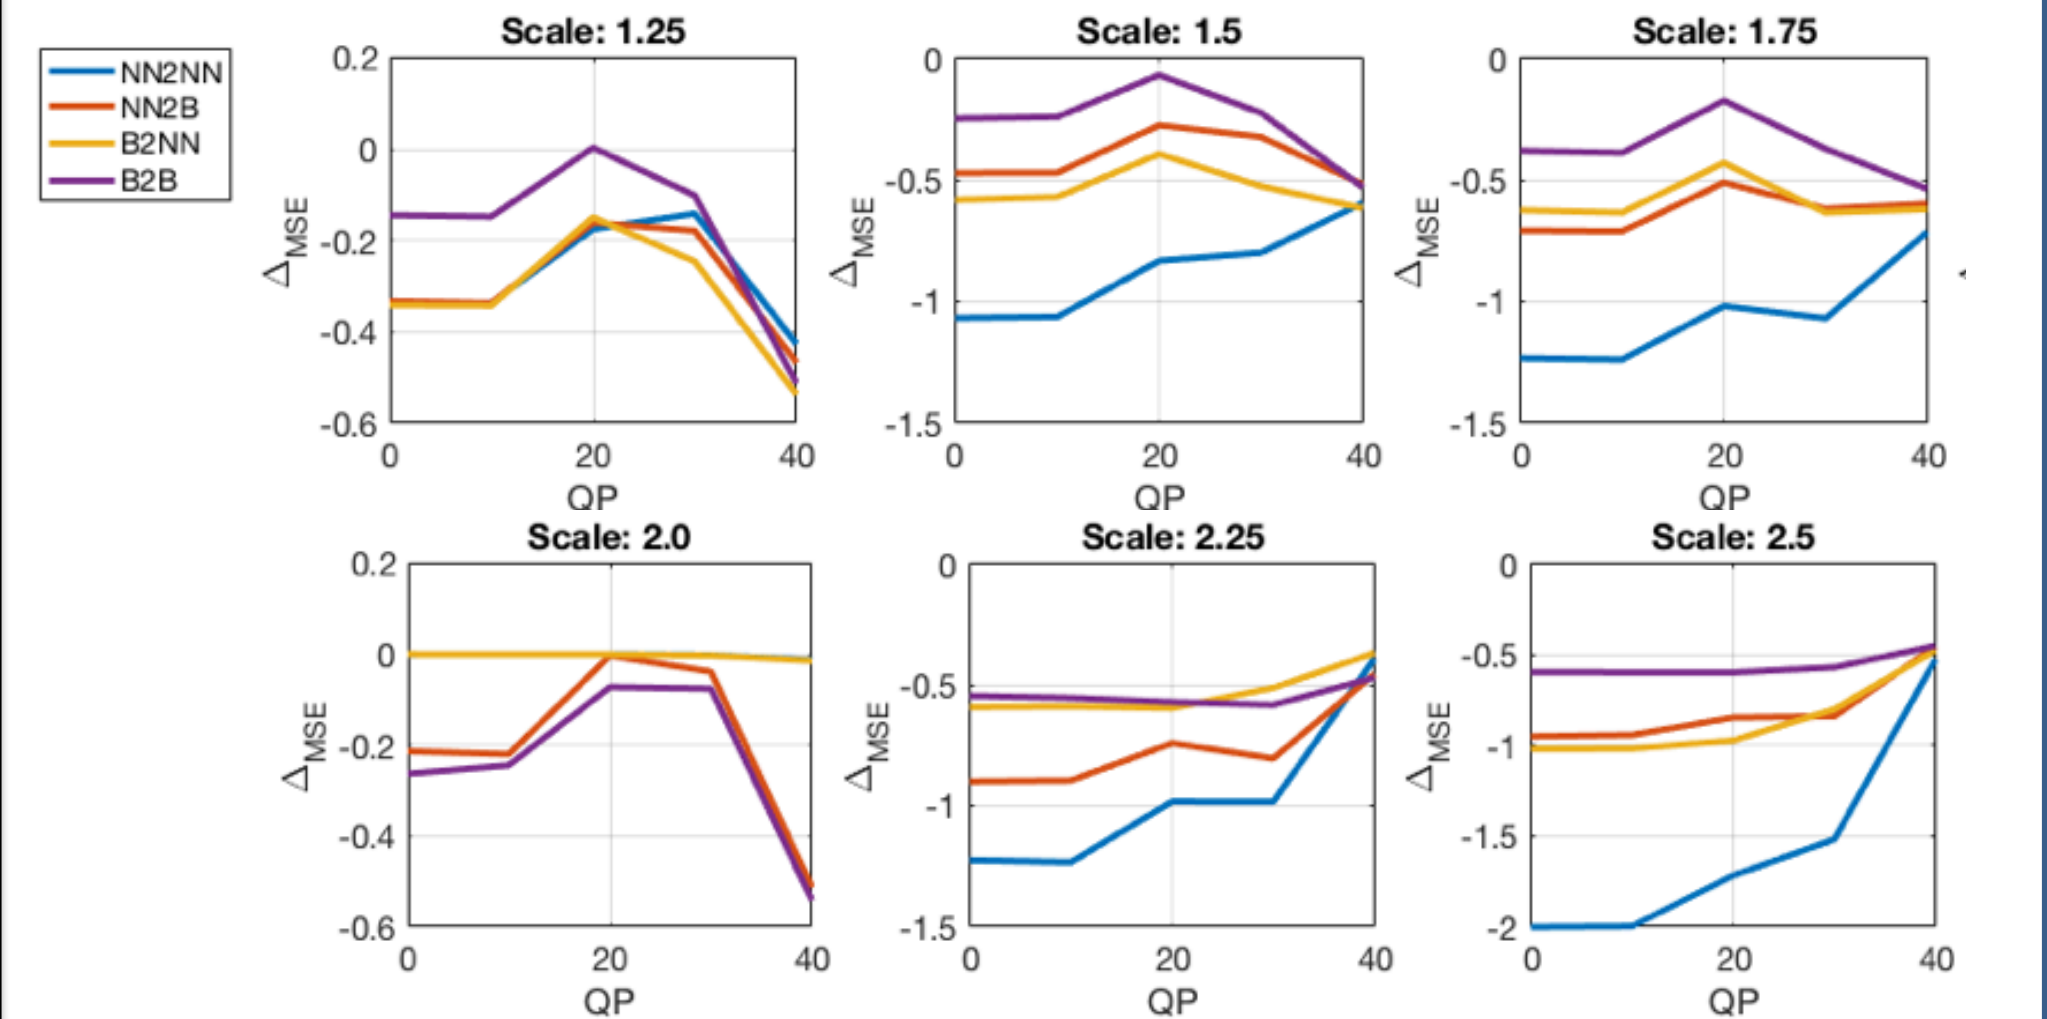 NN2NN
NN2B
B2NN
B2B
Scale: 1.25
0.2
0
-0.2
-0.4
-0.6
0
20
40
ΔMSE
QP
Scale: 1.5
0
-0.5
-1
-1.5
0
20
40
ΔMSE
QP
Scale: 1.75
0
-0.5
-1
-1.5
0
20
40
ΔMSE
QP
Scale: 2.0
0.2
0
-0.2
-0.4
-0.6
0
20
40
ΔMSE
QP
Scale: 2.25
0
-0.5
-1
-1.5
0
20
40
ΔMSE
QP
Scale: 2.5
0
-0.5
-1
-1.5
-2
0
20
40
ΔMSE
QP